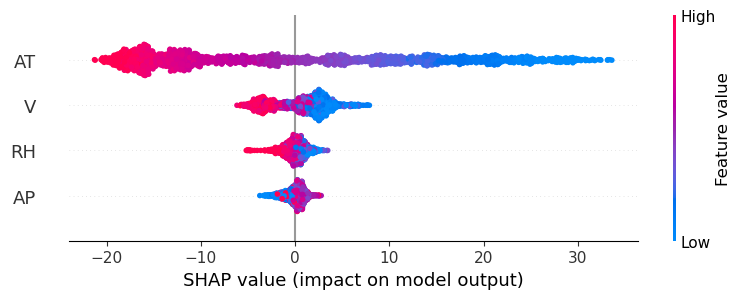 High
AT
V
RH
AP
Feature value
Low
−20 −10 0 10 20 30
SHAP value (impact on model output)